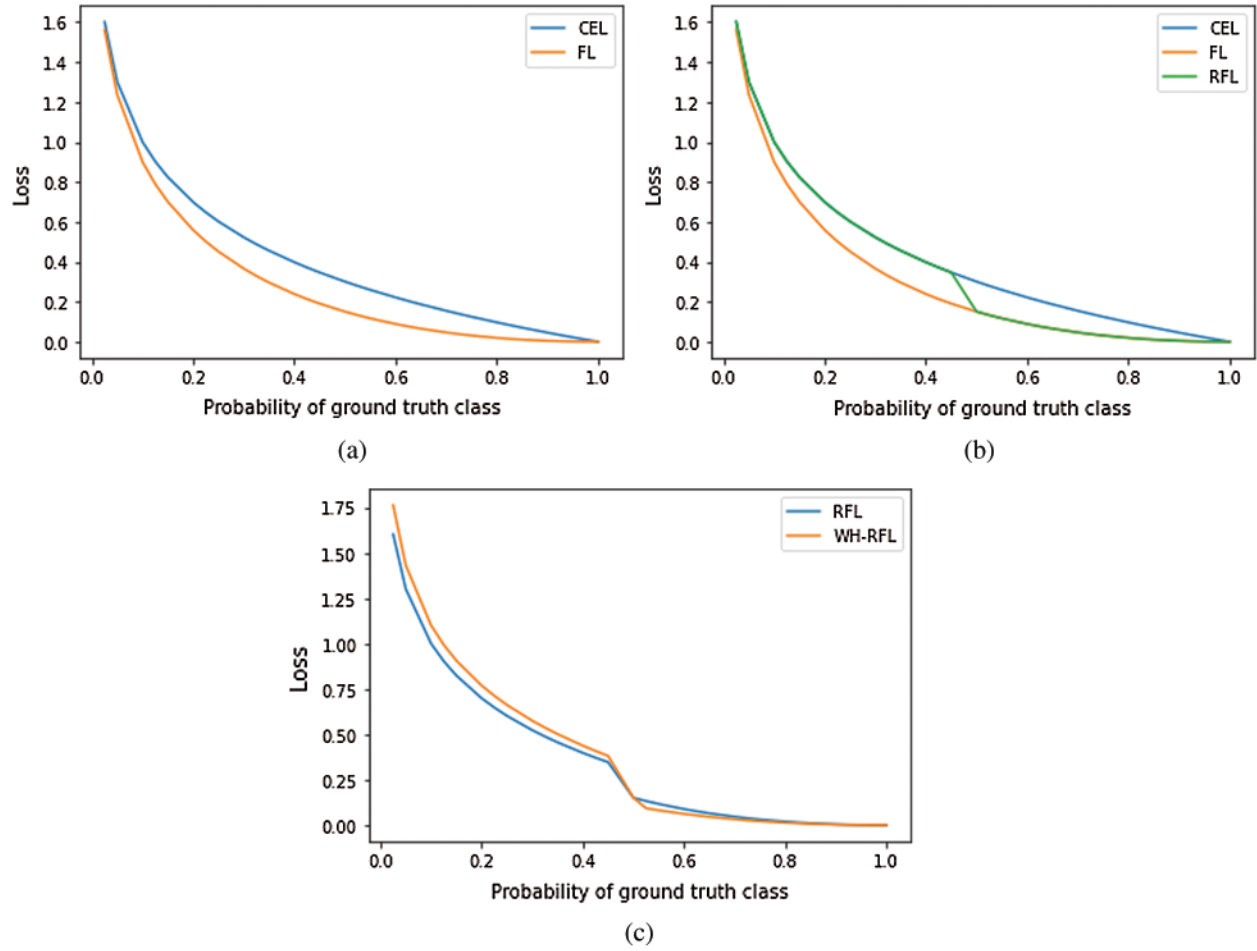 1.6
1.4
1.2
1.0
0.8
0.6
0.4
0.2
0.0
Loss
CEL
FL
0.0 0.2 0.4 0.6 0.8 1.0
Probability of ground truth class
(a)
1.6
1.4
1.2
1.0
0.8
0.6
0.4
0.2
0.0
Loss
CEL
FL
RFL
0.0 0.2 0.4 0.6 0.8 1.0
Probability of ground truth class
(b)
1.75
1.50
1.25
1.00
0.75
0.50
0.25
0.00
Loss
RFL
WH-RFL
0.0 0.2 0.4 0.6 0.8 1.0
Probability of ground truth class
(c)